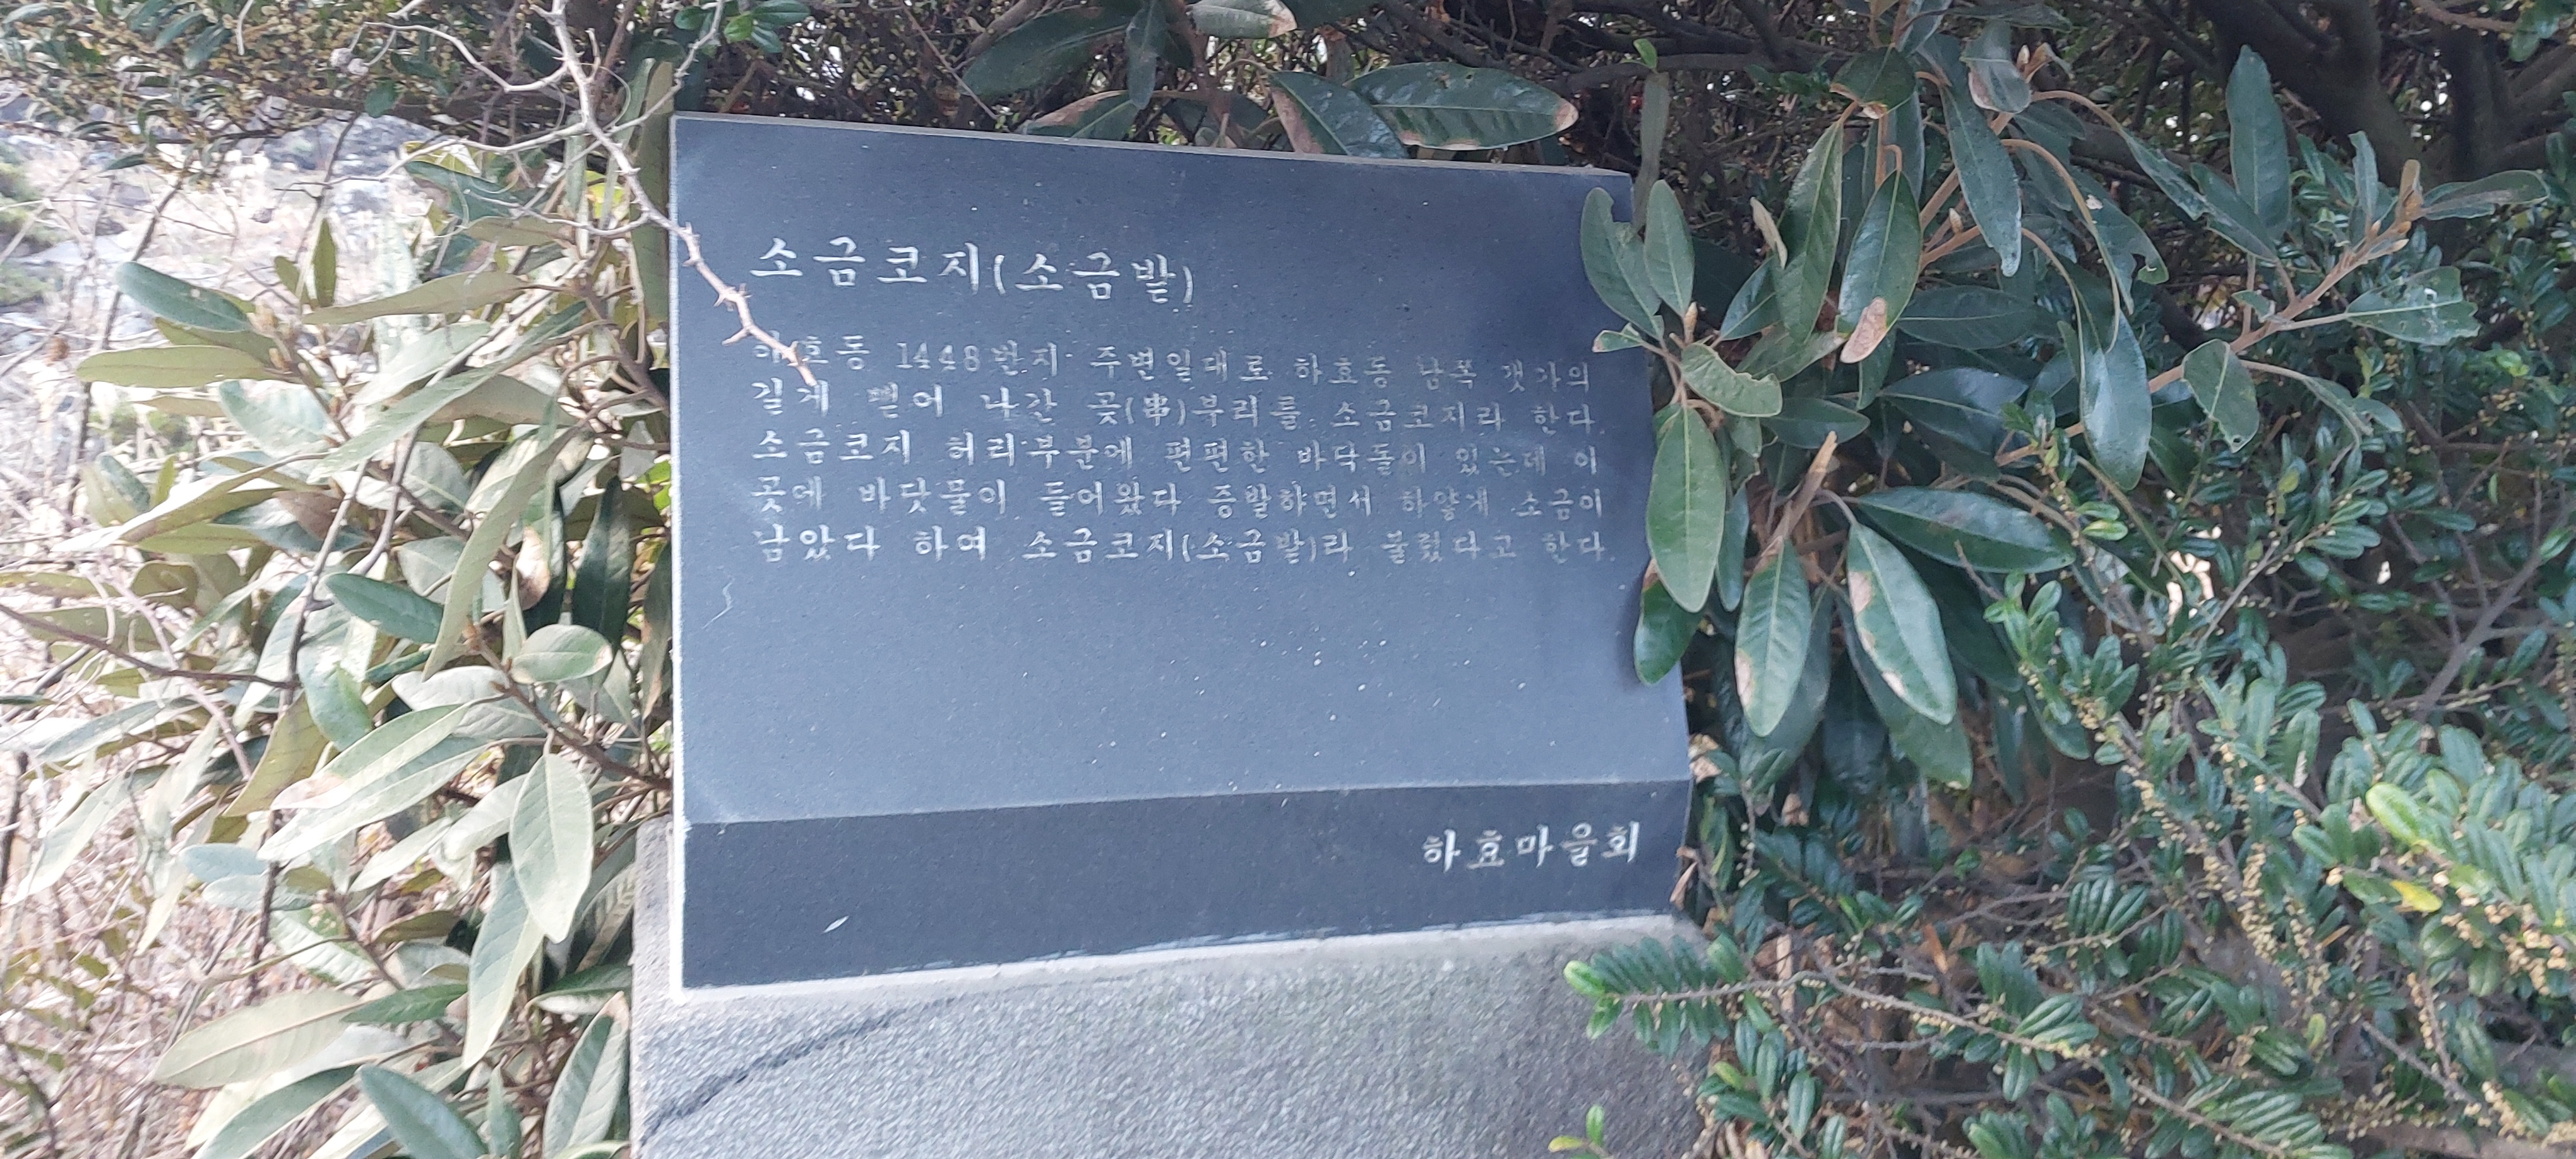 소금코지(소금밭)
하효동 1448번지 주변일대로 하효동 남쪽 갯가의
길게 뻗어 나간 곶(串)부리를 소금코지라 한다.
소금코지 허리부분에 편편한 바닥돌이 있는데 이
곳에 바닷물이 들어왔다 증발하면서 하얗게 소금이
남았다 하여 소금코지(소금밭)라 불렸다고 한다.
하효마을회